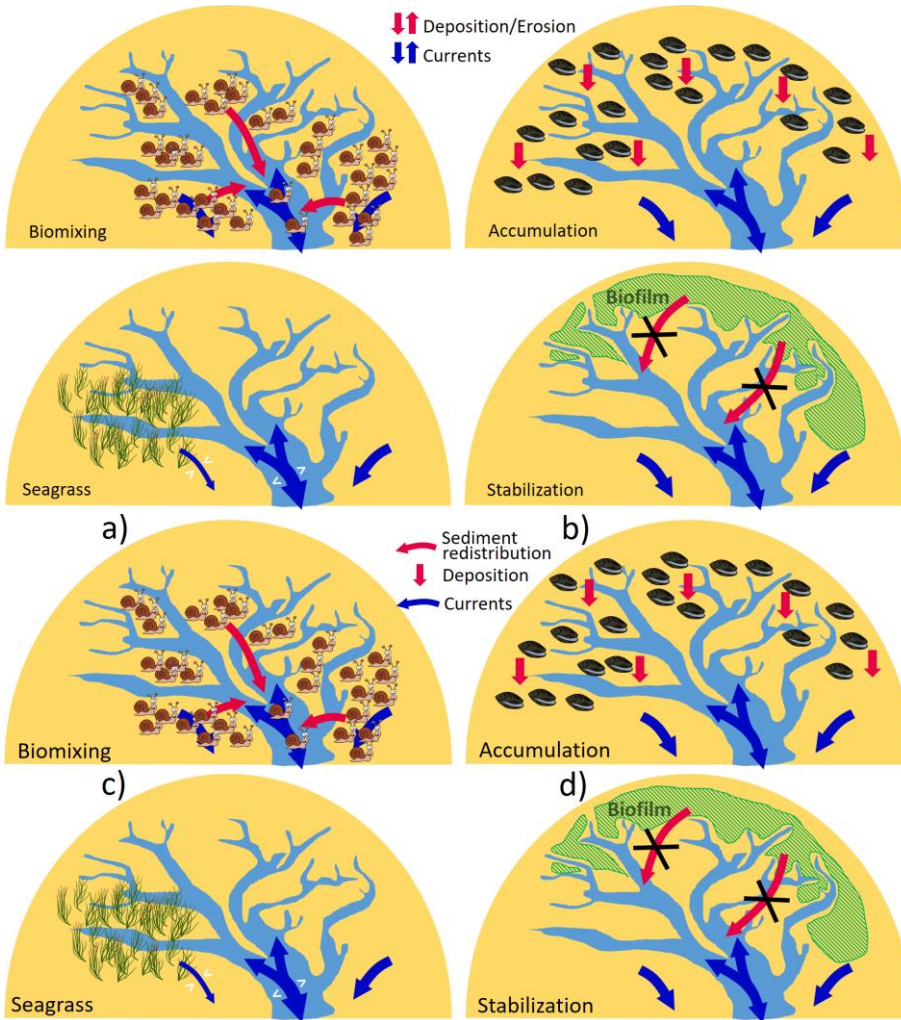 Deposition/Erosion
Currents
Biomixing
Accumulation
Biofilm
Seagrass
Stabilization
a)
b)
Sediment
redistribution
Deposition
Currents
Biomixing
Accumulation
c)
d)
Biofilm
Seagrass
Stabilization